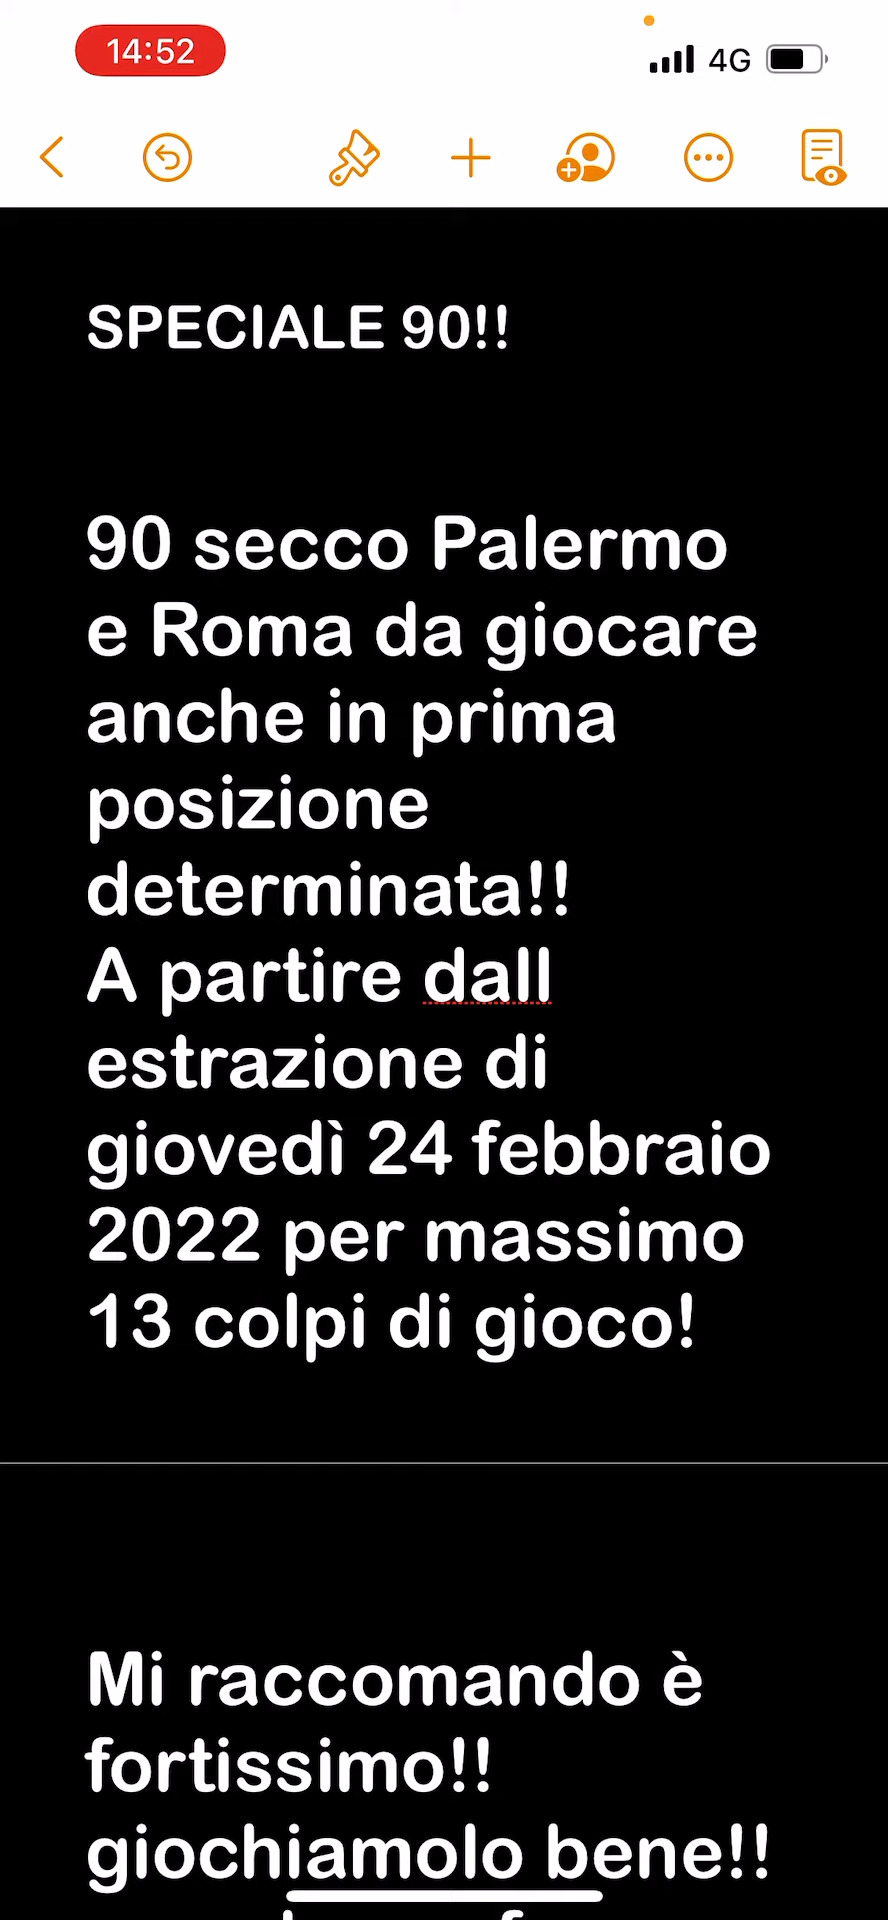 14:52
4G
SPECIALE 90!!
90 secco Palermo
e Roma da giocare
anche in prima
posizione
determinata!!
A partire dall
estrazione di
giovedì 24 febbraio
2022 per massimo
13 colpi di gioco!
Mi raccomando è
fortissimo!!
giochiamolo bene!!